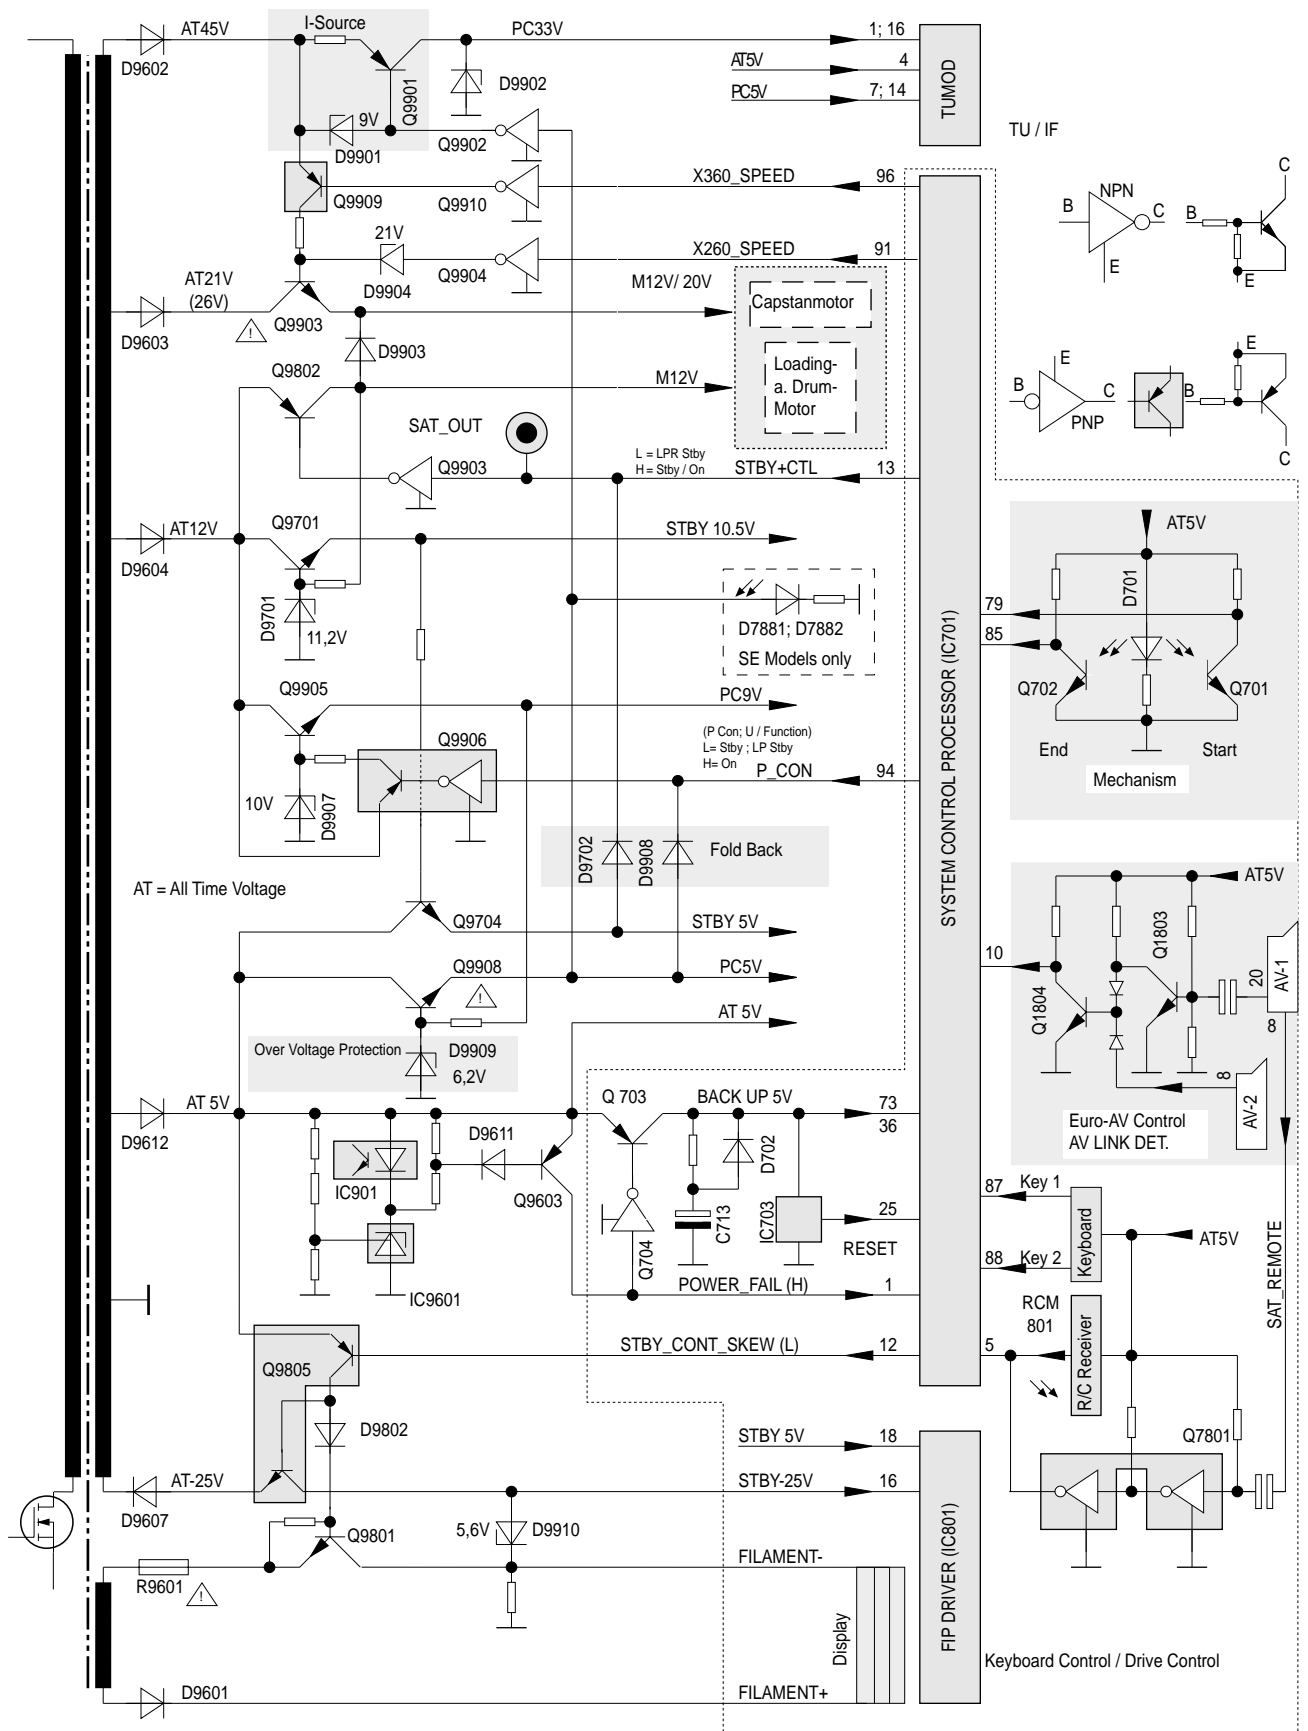 I-Source
AT45V
D9602
Q9901
PC33V
D9902
1; 16
AT5V
4
PC5V
7; 14
TUMOD
TU / IF
9V
D9901
Q9902
Q9909
Q9910
X360_SPEED
96
21V
D9904
Q9904
X260_SPEED
91
AT21V
(26V)
D9603
Q9903
M12V/ 20V
Capstanmotor
D9903
Q9802
M12V
Loading-
a. Drum-
Motor
SAT_OUT
Q9903
L = LPR Stby
H = Stby / On
STBY+CTL
13
B
NPN
C
E
B
C
E
B
E
C
PNP
B
E
C
AT12V
D9604
Q9701
D9701
11,2V
STBY 10.5V
D7881; D7882
SE Models only
SYSTEM CONTROL PROCESSOR (IC701)
79
85
AT5V
D701
Q702
Q701
End
Start
Mechanism
Q9905
PC9V
Q9906
(P Con; U / Function)
L= Stby ; LP Stby
H= On
P_CON
94
10V
D9907
D9702
D9908
Fold Back
AT = All Time Voltage
Q9704
STBY 5V
Q9908
PC5V
AT 5V
Over Voltage Protection
D9909
6,2V
10
AT5V
Q1803
Q1804
20
AV-1
8
8
AV-2
Euro-AV Control
AV LINK DET.
AT 5V
D9612
Q 703
BACK UP 5V
73
36
IC901
D9611
Q9603
D702
C713
IC703
25
RESET
Q704
IC9601
POWER_FAIL (H)
1
87
Key 1
88
Key 2
Keyboard
AT5V
SAT_REMOTE
RCM
801
R/C Receiver
Q9805
STBY_CONT_SKEW (L)
12
5
D9802
STBY 5V
18
Q7801
AT-25V
D9607
STBY-25V
16
Q9801
5,6V
D9910
R9601
FILAMENT-
Display
FIP DRIVER (IC801)
Keyboard Control / Drive Control
D9601
FILAMENT+